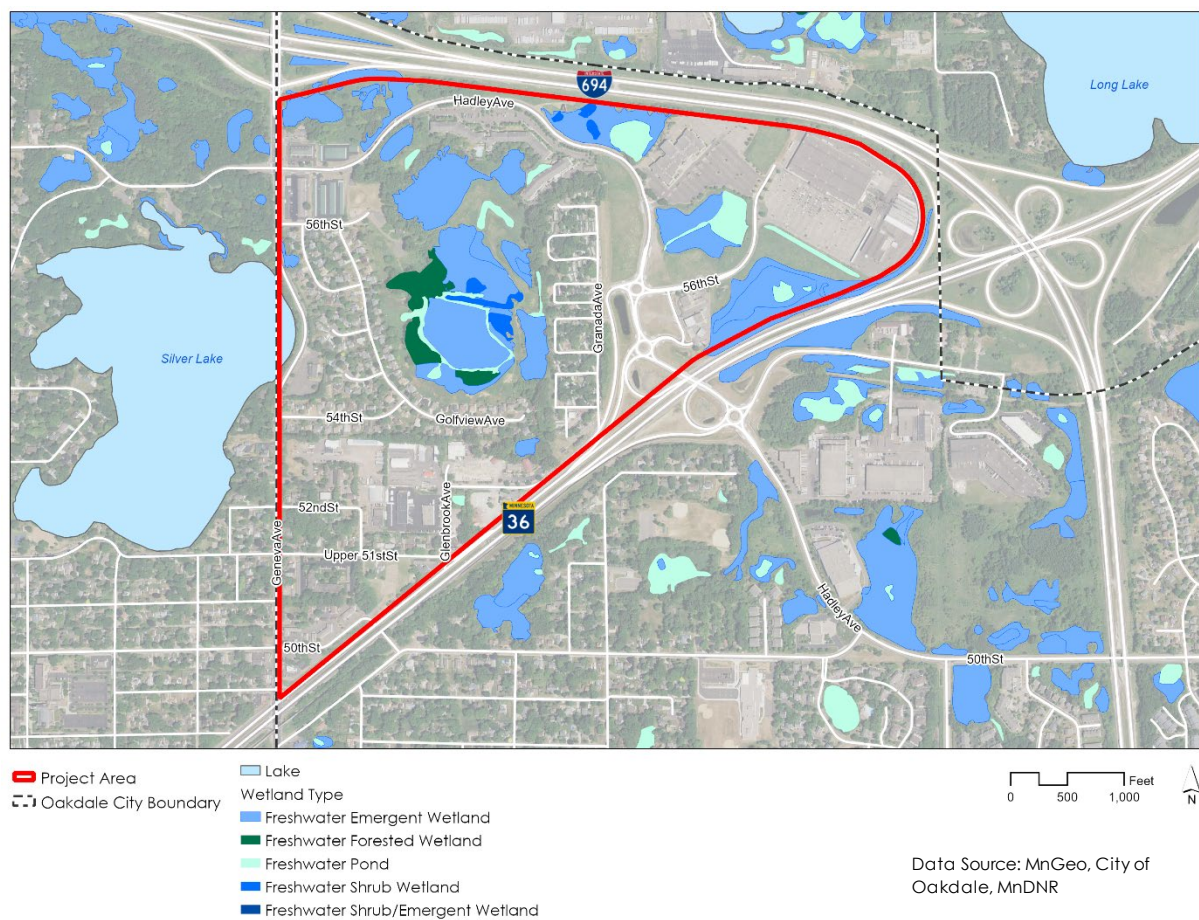 INTERSTATE
694
Long Lake
HadleyAve
56thSt
GranadaAve
56thSt
Silver Lake
54thSt
GolfviewAve
GlenbrookAve
MINNESOTA
36
52ndSt
GenevaAve
Upper 51stSt
HadleyAve
50thSt
50thSt
Project Area
Oakdale City Boundary
Lake
Wetland Type
Freshwater Emergent Wetland
Freshwater Forested Wetland
Freshwater Pond
Freshwater Shrub Wetland
Freshwater Shrub/Emergent Wetland
Feet
0 500 1,000
N
Data Source: MnGeo, City of
Oakdale, MnDNR